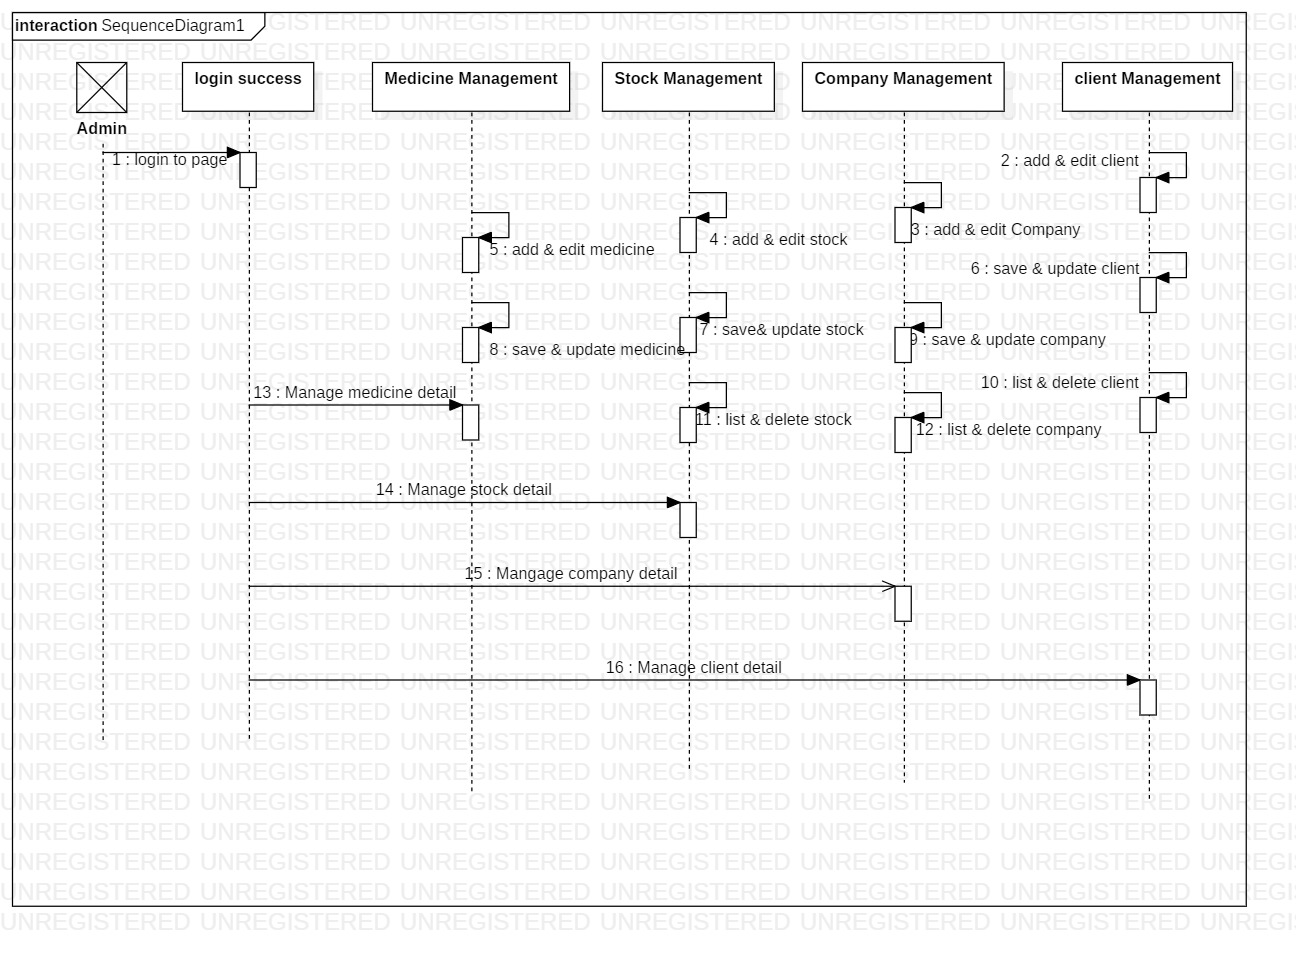 interaction SequenceDiagram1
login success
Medicine Management
Stock Management
Company Management
client Management
Admin
1 : login to page
2 : add & edit client
3 : add & edit Company
4 : add & edit stock
5 : add & edit medicine
6 : save & update client
7 : save& update stock
9 : save & update company
8 : save & update medicine
10 : list & delete client
13 : Manage medicine detail
11 : list & delete stock
12 : list & delete company
14 : Manage stock detail
15 : Mangage company detail
16 : Manage client detail
UNREGISTERED